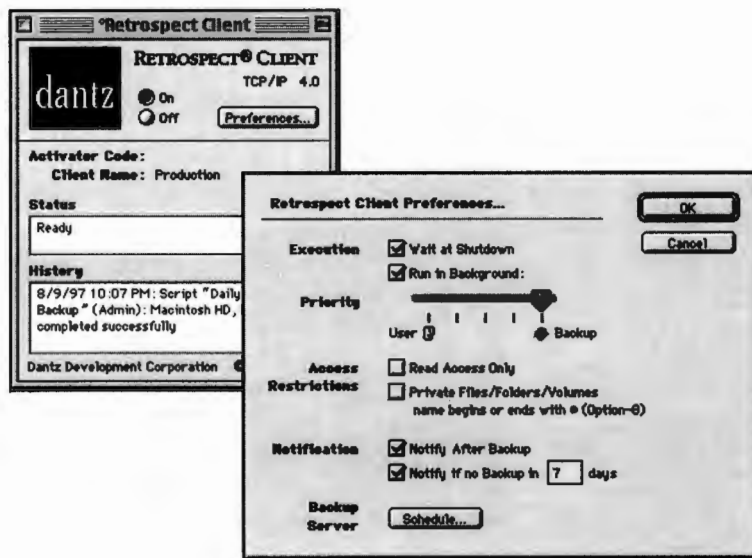 °Retrospect Client
dantz
RETROSPECT® CLIENT
TCP/IP 4.0
On
Off
Preferences...
Activator Code:
Client Name: Production
Status
Ready
History
8/9/97 10:07 PM: Script "Daily
Backup" (Admin): Macintosh HD,
completed successfully
Dantz Development Corporation
Retrospect Client Preferences...
OK
Cancel
Execution
Wait at Shutdown
Run in Background:
Priority
User
Backup
Access
Restrictions
Read Access Only
Private Files/Folders/Volumes
name begins or ends with • (Option-8)
Notification
Notify After Backup
Notify if no Backup in 7 days
Backup
Server
Schedule...